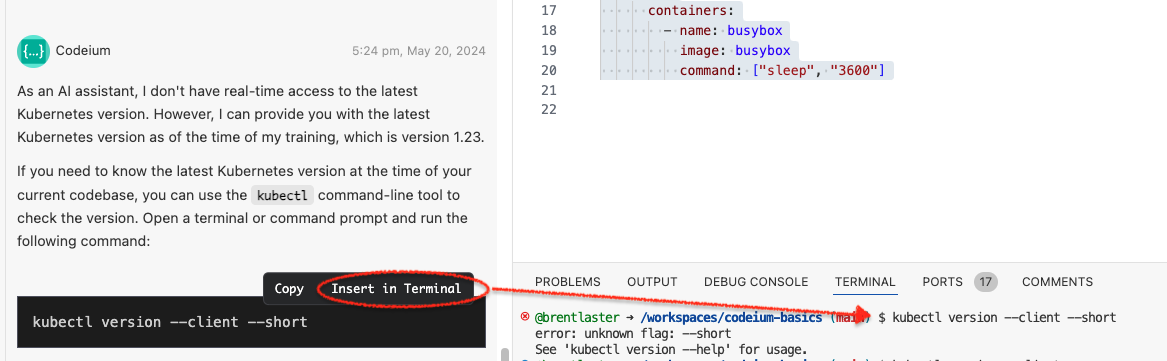 {...} Codeium
5:24 pm, May 20, 2024
As an AI assistant, I don't have real-time access to the latest
Kubernetes version. However, I can provide you with the latest
Kubernetes version as of the time of my training, which is version 1.23.
If you need to know the latest Kubernetes version at the time of your
current codebase, you can use the kubectl command-line tool to
check the version. Open a terminal or command prompt and run the
following command:
Copy Insert in Terminal
kubectl version --client --short
17 containers:
18 - name: busybox
19 image: busybox
20 command: ["sleep", "3600"]
21
22
PROBLEMS OUTPUT DEBUG CONSOLE TERMINAL PORTS 17 COMMENTS
@brentlaster → /workspaces/codeium-basics (main) $ kubectl version --client --short
error: unknown flag: --short
See 'kubectl version --help' for usage.